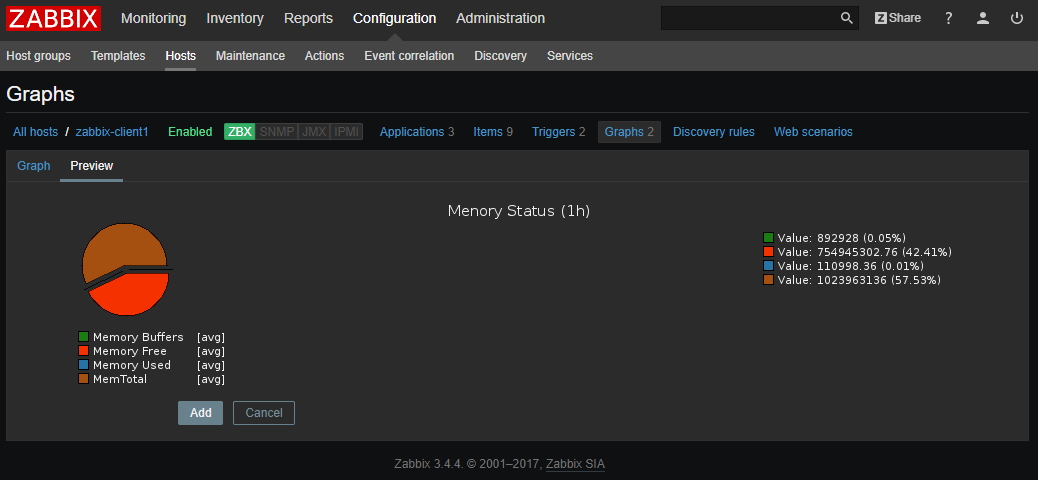 ZABBIX Monitoring Inventory Reports Configuration Administration Z Share ?
Host groups Templates Hosts Maintenance Actions Event correlation Discovery Services
Graphs
All hosts / zabbix-client1 Enabled ZBX SNMP JMX IPMI Applications 3 Items 9 Triggers 2 Graphs 2 Discovery rules Web scenarios
Graph Preview
Menory Status (1h)
Value: 892928 (0.05%)
Value: 754945302.76 (42.41%)
Value: 110998.36 (0.01%)
Value: 1023963136 (57.53%)
Memory Buffers [avg]
Memory Free [avg]
Memory Used [avg]
MemTotal [avg]
Add Cancel
Zabbix 3.4.4. © 2001–2017, Zabbix SIA